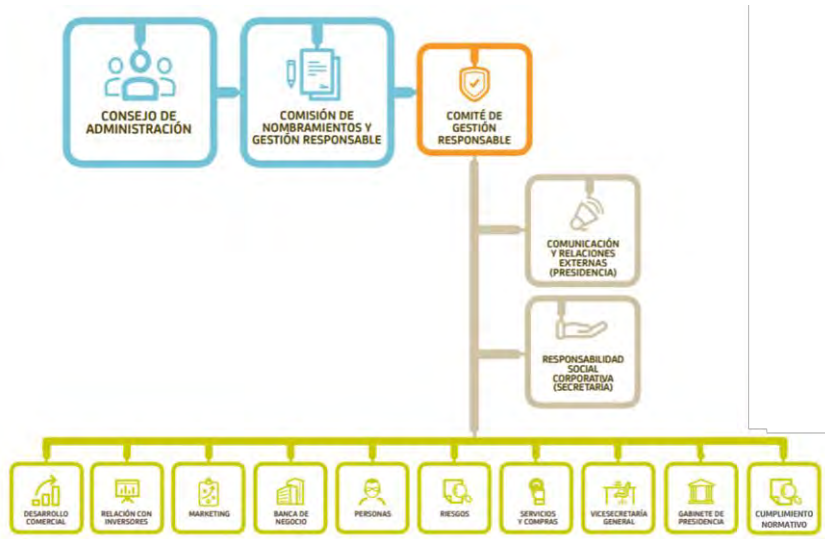 CONSEJO DE
ADMINISTRACIÓN
COMISIÓN DE
NOMBRAMIENTOS Y
GESTIÓN RESPONSABLE
COMITÉ DE
GESTIÓN
RESPONSABLE
COMUNICACIÓN
Y RELACIONES
EXTERNAS
(PRESIDENCIA)
RESPONSABILIDAD
SOCIAL
CORPORATIVA
(SECRETARÍA)
DESARROLLO
COMERCIAL
RELACIÓN CON
INVERSORES
MARKETING
BANCA DE
NEGOCIO
PERSONAS
RIESGOS
SERVICIOS
Y COMPRAS
VICESECRETARÍA
GENERAL
GABINETE DE
PRESIDENCIA
CUMPLIMIENTO
NORMATIVO